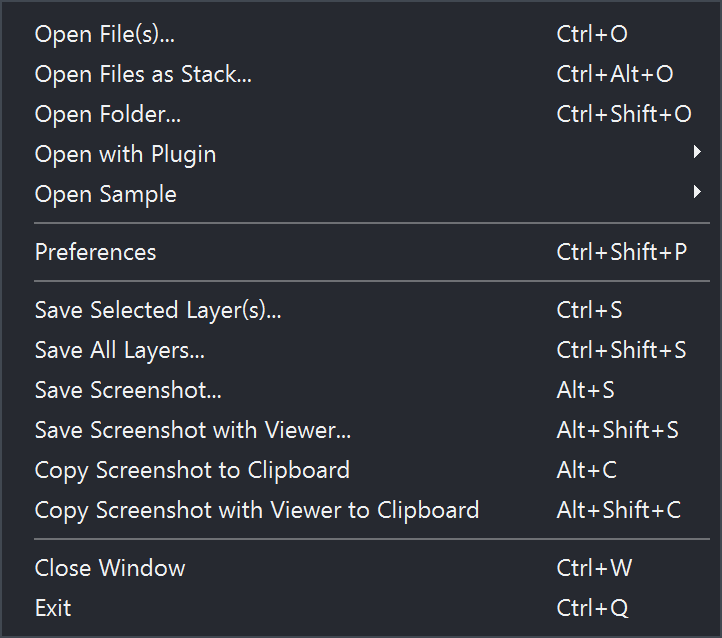 Open File(s)... Ctrl+O
Open Files as Stack... Ctrl+Alt+O
Open Folder... Ctrl+Shift+O
Open with Plugin
Open Sample
Preferences Ctrl+Shift+P
Save Selected Layer(s)... Ctrl+S
Save All Layers... Ctrl+Shift+S
Save Screenshot... Alt+S
Save Screenshot with Viewer... Alt+Shift+S
Copy Screenshot to Clipboard Alt+C
Copy Screenshot with Viewer to Clipboard Alt+Shift+C
Close Window Ctrl+W
Exit Ctrl+Q